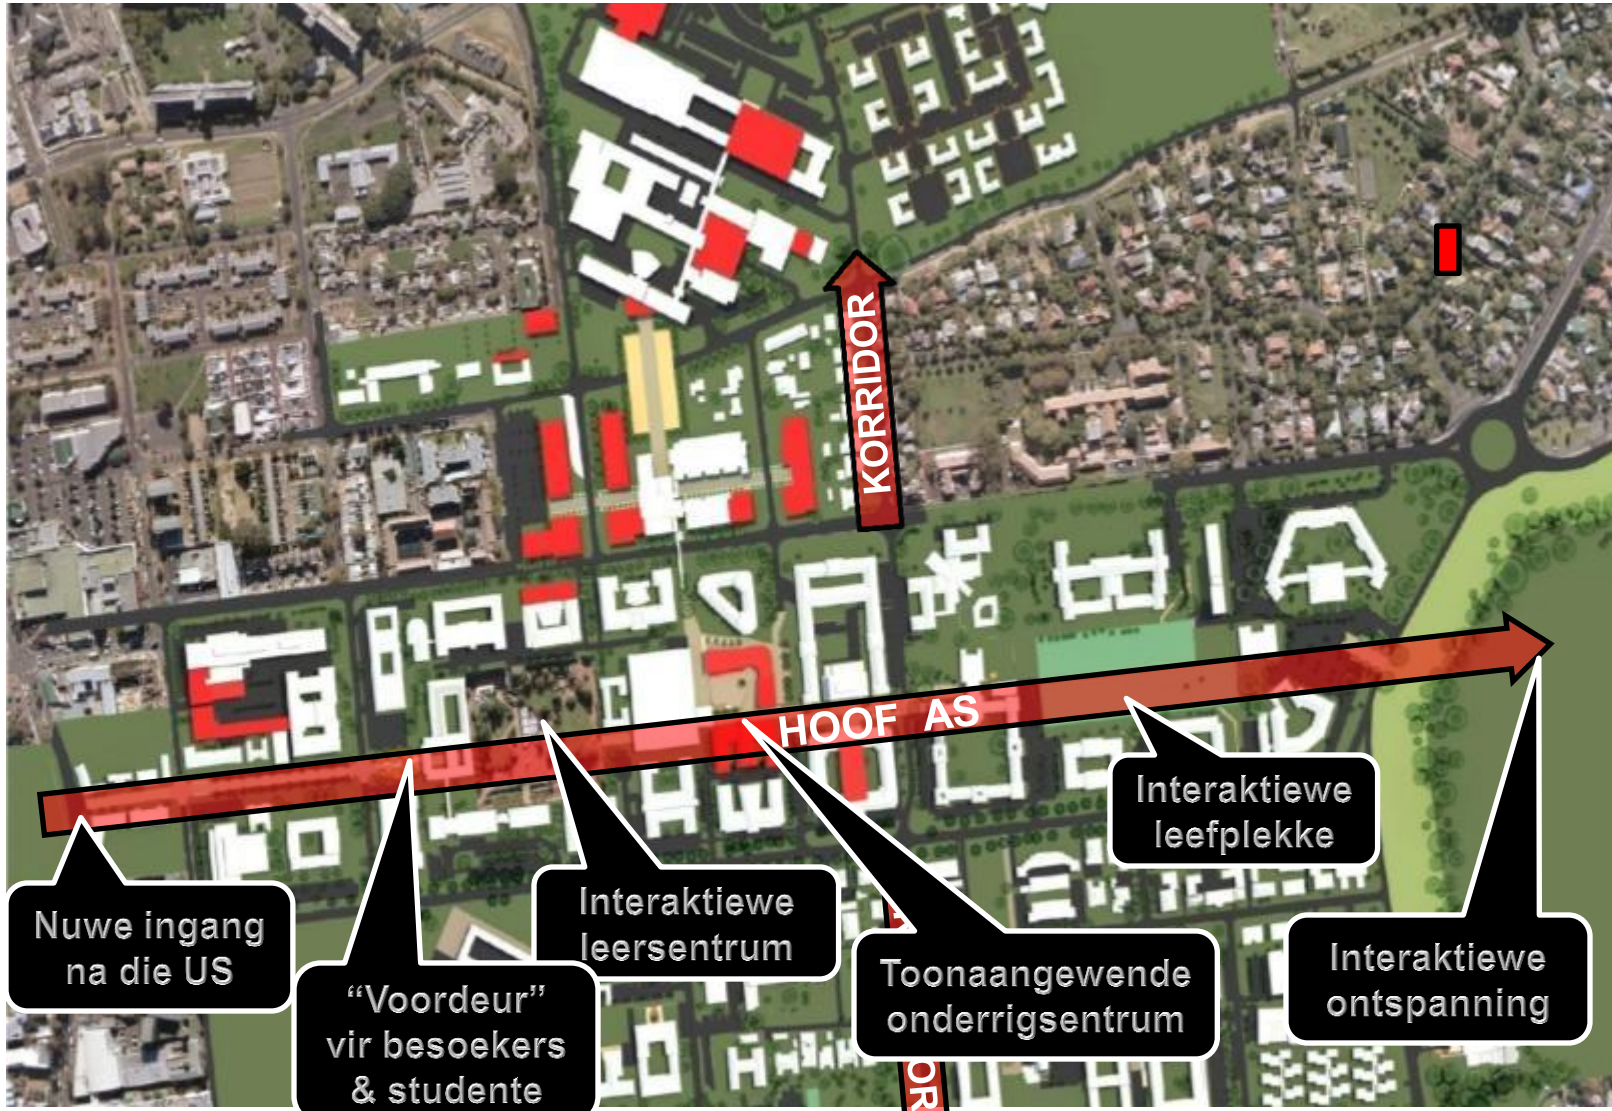 KORRIDOR
HOOF AS
Interaktiewe
leefplekke
Interaktiewe
leersentrum
Nuwe ingang
na die US
Toonaangewende
onderrigsentrum
Interaktiewe
ontspanning
“Voordeur”
vir besoekers
& studente
OR